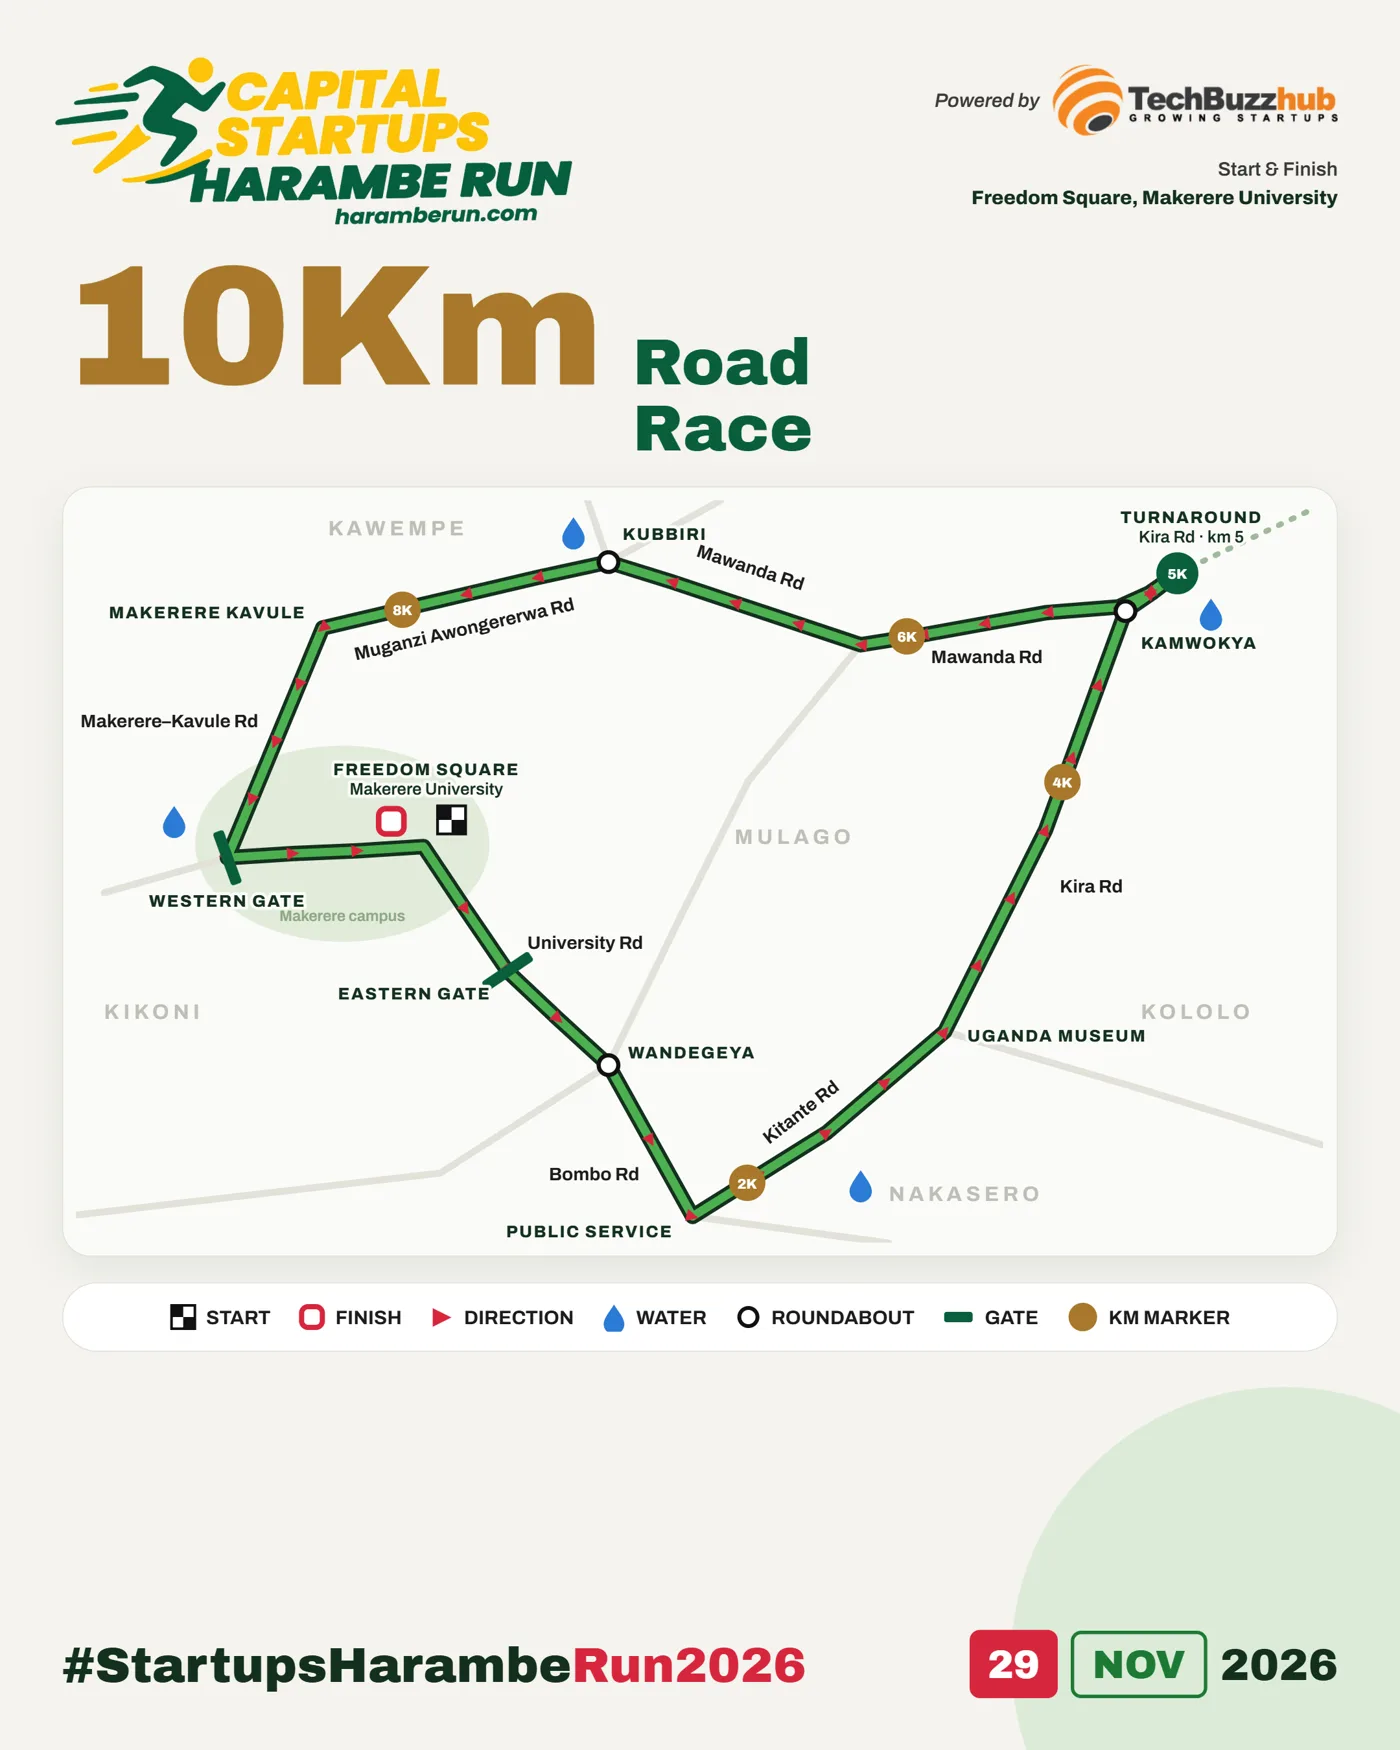 CAPITAL
STARTUPS
HARAMBE RUN
haramberun.com
Powered by
TechBuzzhub
GROWING STARTUPS
Start & Finish
Freedom Square, Makerere University
10Km
Road
Race
KAWEMPE
KUBBIRI
Mawanda Rd
TURNAROUND
Kira Rd · km 5
5K
MAKERERE KAVULE
8K
Muganzi Awongererwa Rd
6K
Mawanda Rd
KAMWOKYA
Makerere–Kavule Rd
FREEDOM SQUARE
Makerere University
4K
MULAGO
Kira Rd
WESTERN GATE
Makerere campus
University Rd
EASTERN GATE
KIKONI
KOLOLO
UGANDA MUSEUM
WANDEGEYA
Kitante Rd
Bombo Rd
2K
NAKASERO
PUBLIC SERVICE
START
FINISH
DIRECTION
WATER
ROUNDABOUT
GATE
KM MARKER
#StartupsHarambeRun2026
29 NOV 2026